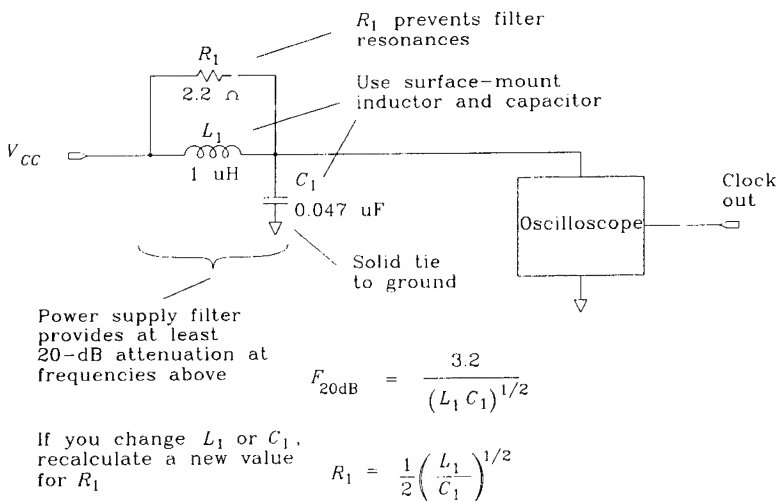 R₁ prevents filter
resonances
R₁
2.2 Ω
Use surface-mount
inductor and capacitor
L₁
V_CC
1 uH
C₁
0.047 uF
Clock
out
Oscilloscope
Solid tie
to ground
Power supply filter
provides at least
20-dB attenuation at
frequencies above
F_20dB = 3.2 / (L₁ C₁)^1/2
If you change L₁ or C₁,
recalculate a new value
for R₁
R₁ = 1/2 (L₁/C₁)^1/2